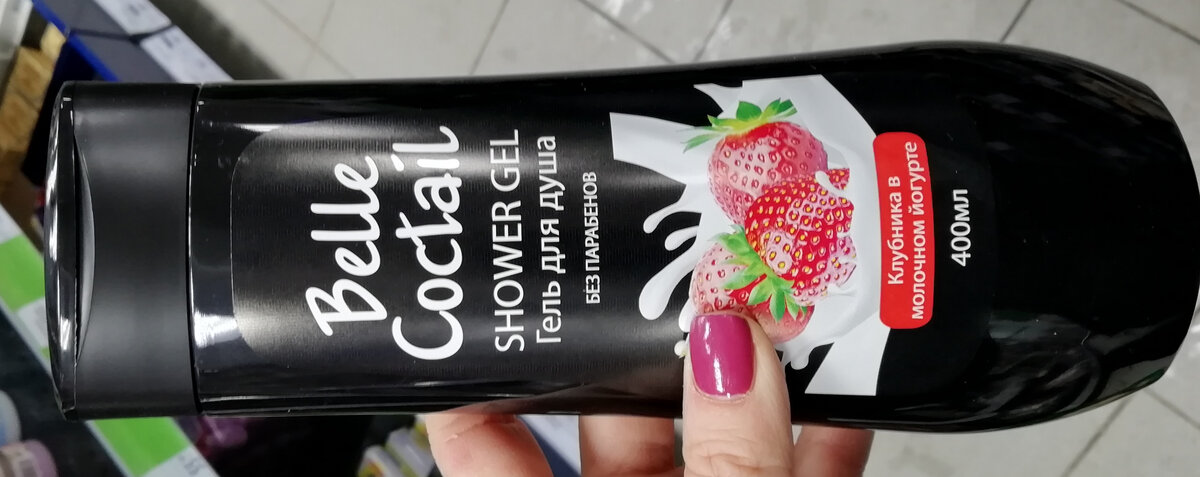 Belle
Coctail
SHOWER GEL
Гель для душа
БЕЗ ПАРАБЕНОВ
Клубника в
молочном йогурте
400мл